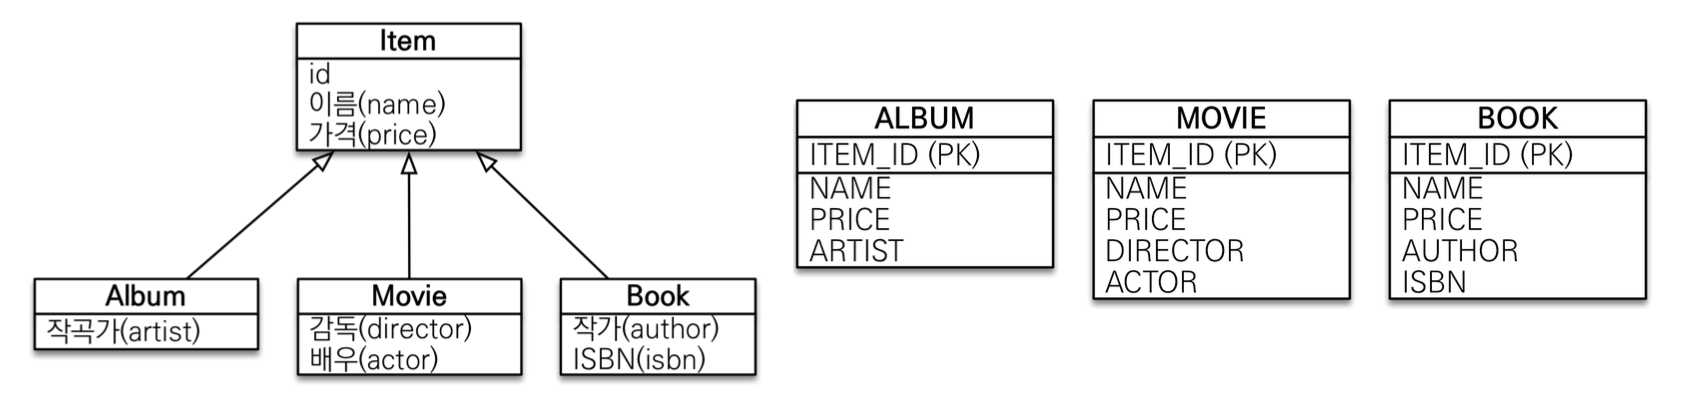 Item
id
이름(name)
가격(price)
Album
작곡가(artist)
Movie
감독(director)
배우(actor)
Book
작가(author)
ISBN(isbn)
ALBUM
ITEM_ID (PK)
NAME
PRICE
ARTIST
MOVIE
ITEM_ID (PK)
NAME
PRICE
DIRECTOR
ACTOR
BOOK
ITEM_ID (PK)
NAME
PRICE
AUTHOR
ISBN